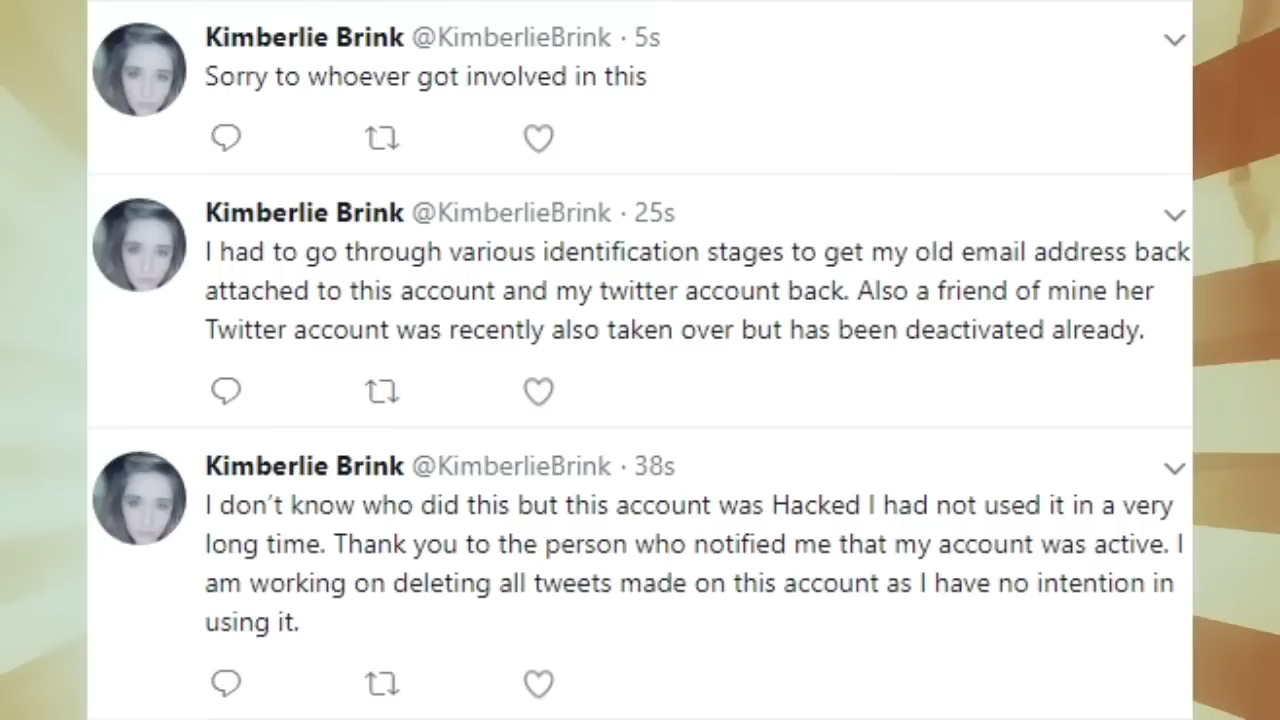 Kimberlie Brink @KimberlieBrink · 5s
Sorry to whoever got involved in this
Kimberlie Brink @KimberlieBrink · 25s
I had to go through various identification stages to get my old email address back
attached to this account and my twitter account back. Also a friend of mine her
Twitter account was recently also taken over but has been deactivated already.
Kimberlie Brink @KimberlieBrink · 38s
I don’t know who did this but this account was Hacked I had not used it in a very
long time. Thank you to the person who notified me that my account was active. I
am working on deleting all tweets made on this account as I have no intention in
using it.